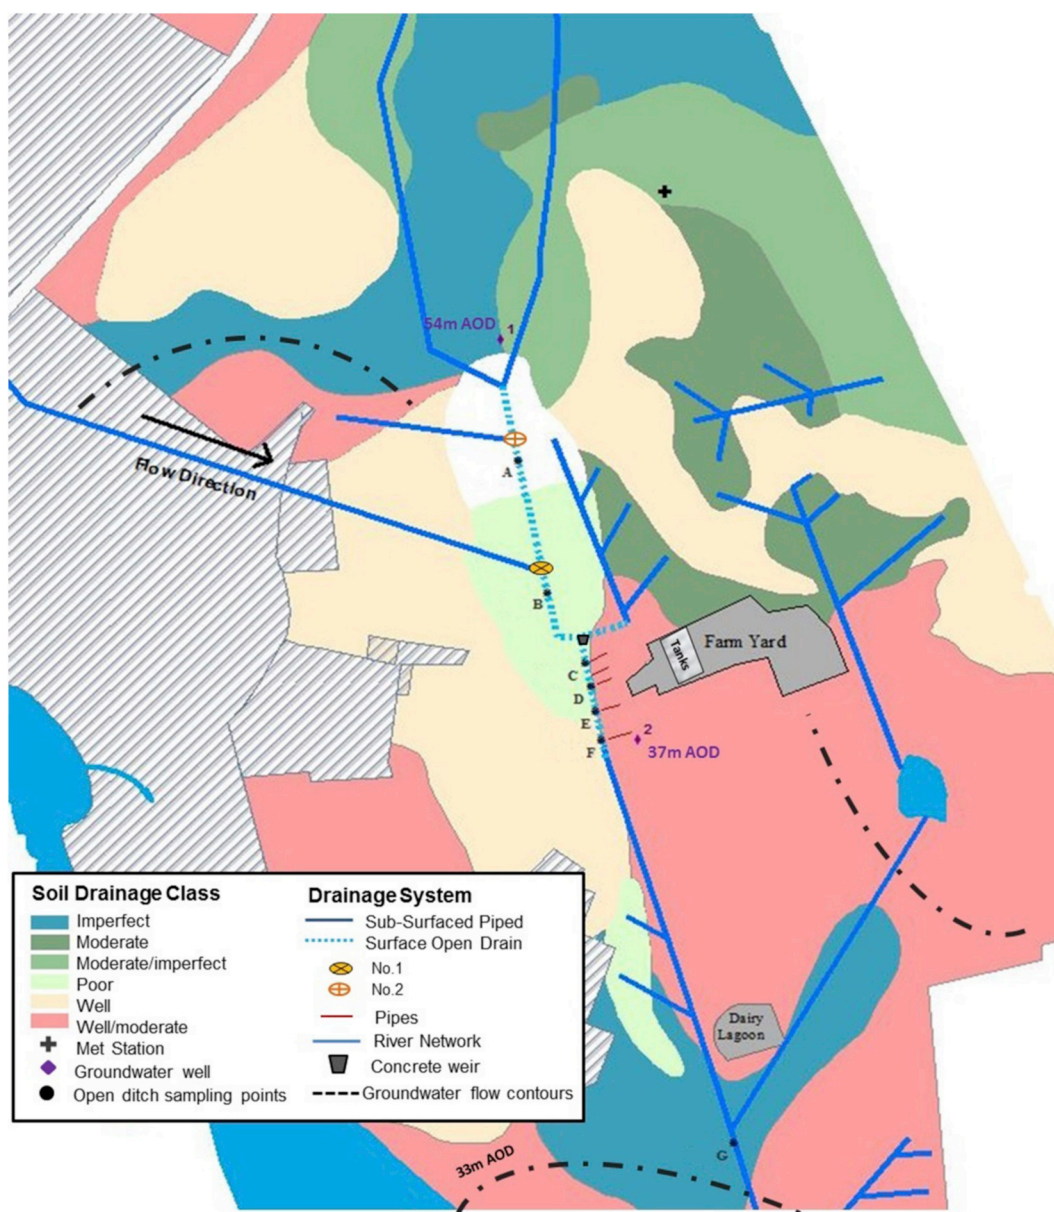 54m AOD
1
Flow Direction
A
B
C
D
E
F
Tanks
Farm Yard
2
37m AOD
Soil Drainage Class
Imperfect
Moderate
Moderate/imperfect
Poor
Well
Well/moderate
Met Station
Groundwater well
Open ditch sampling points
Drainage System
Sub-Surfaced Piped
Surface Open Drain
No.1
No.2
Pipes
River Network
Concrete weir
Groundwater flow contours
Dairy
Lagoon
G
33m AOD